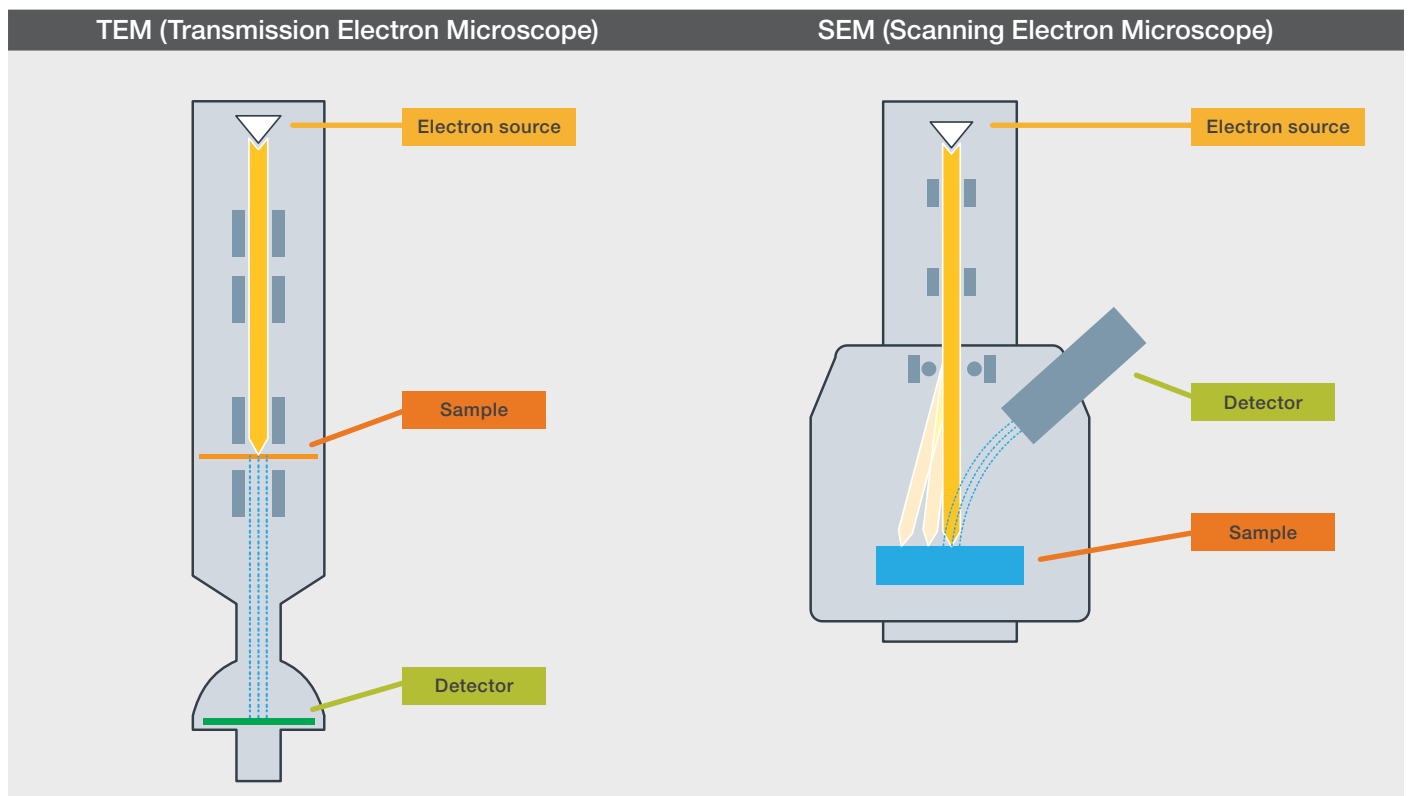 TEM (Transmission Electron Microscope)
SEM (Scanning Electron Microscope)
Electron source
Sample
Detector
Electron source
Detector
Sample